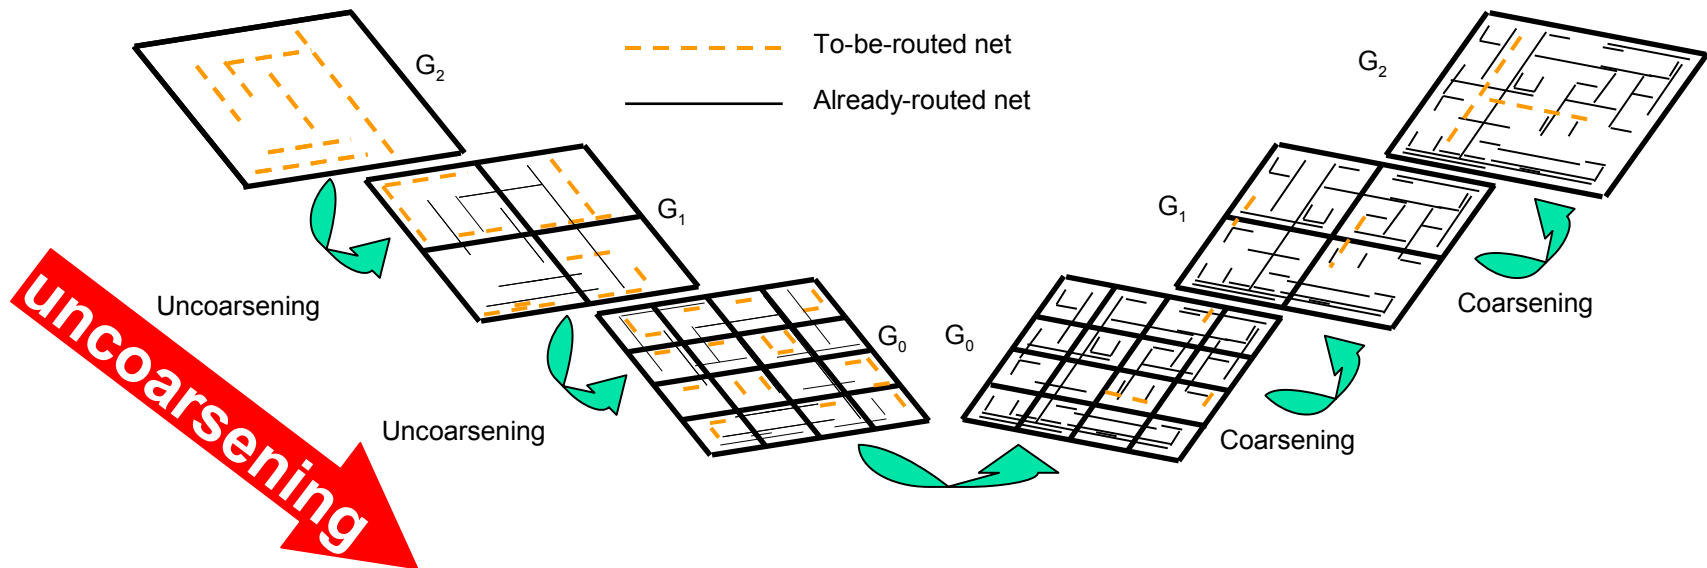 To-be-routed net
Already-routed net
G2
G2
G1
G1
G0
G0
Uncoarsening
Uncoarsening
Coarsening
Coarsening
uncoarsening